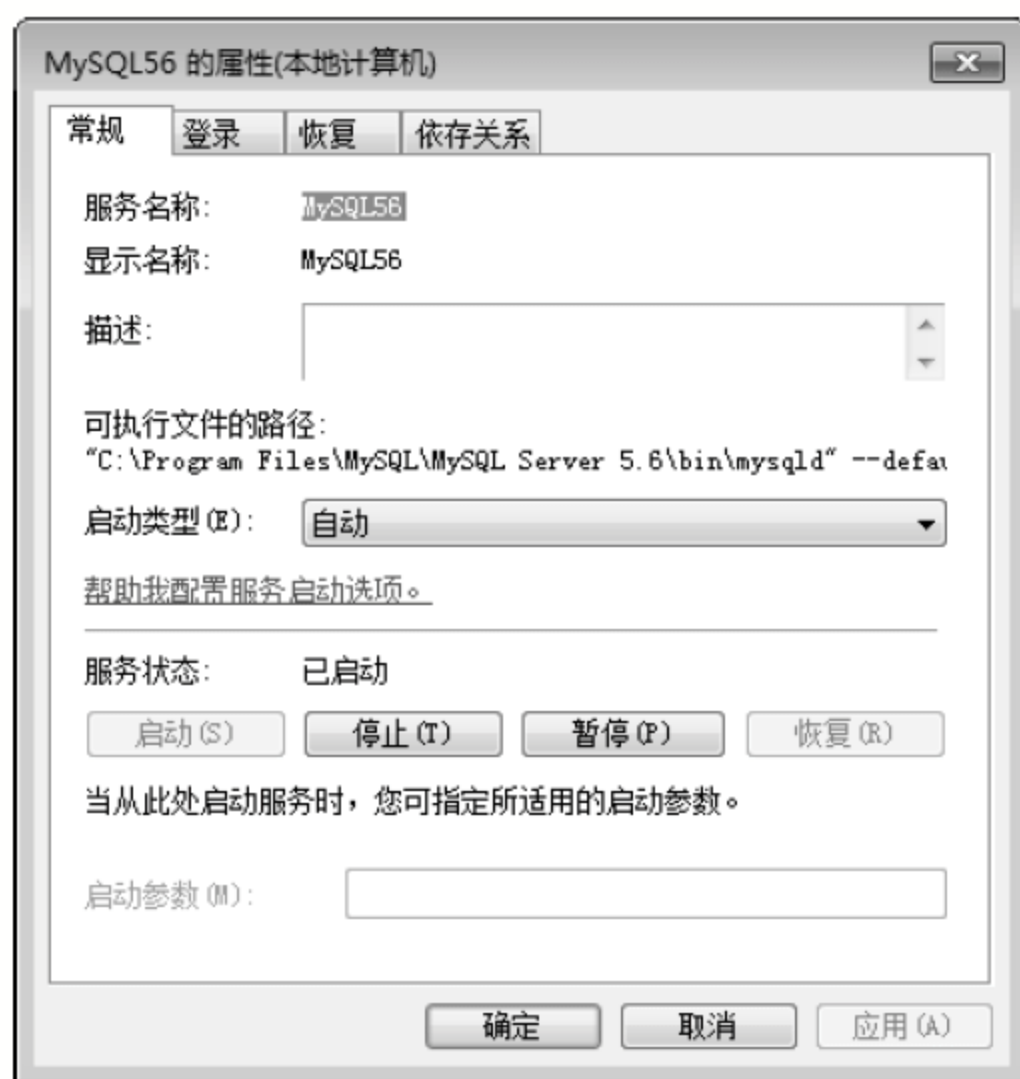 MySQL56 的属性(本地计算机)
常规 登录 恢复 依存关系
服务名称: MySQL56
显示名称: MySQL56
描述:
可执行文件的路径:
"C:\Program Files\MySQL\MySQL Server 5.6\bin\mysqld" --defau
启动类型(E): 自动
帮助我配置服务启动选项。
服务状态: 已启动
启动(S) 停止(T) 暂停(P) 恢复(R)
当从此处启动服务时，您可指定所适用的启动参数。
启动参数(M):
确定 取消 应用(A)